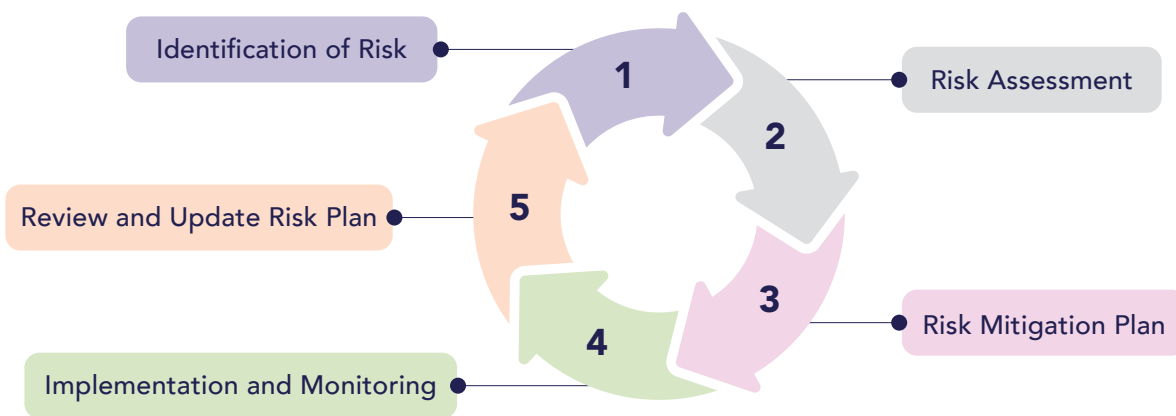 Identification of Risk
1
Risk Assessment
2
Review and Update Risk Plan
5
3
Risk Mitigation Plan
4
Implementation and Monitoring